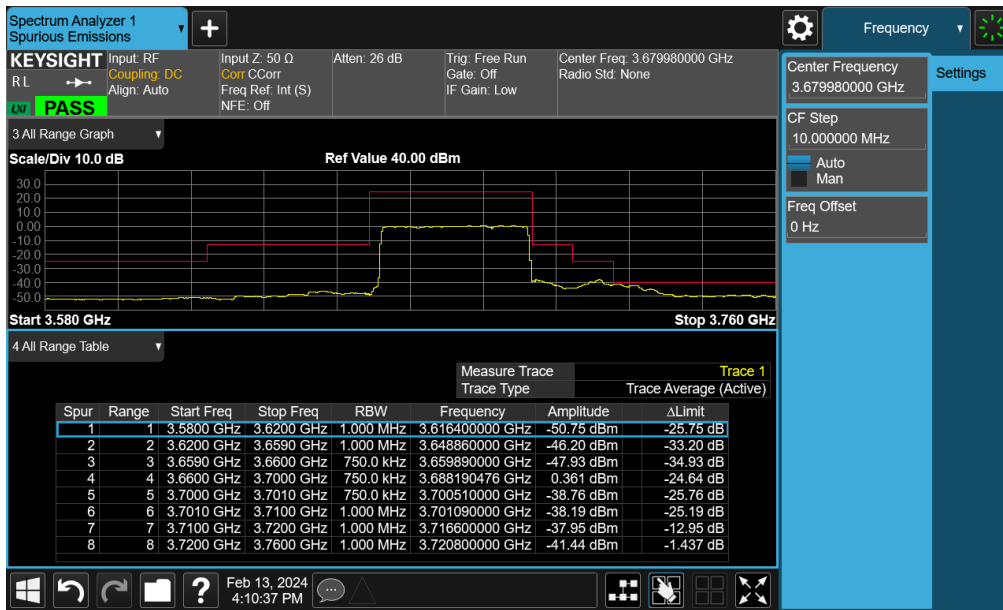 Spectrum Analyzer 1
Spurious Emissions
Frequency
KEYSIGHT
R L
LXI
PASS
Input: RF
Coupling: DC
Align: Auto
Input Z: 50 Ω
Corr CCorr
Freq Ref: Int (S)
NFE: Off
Atten: 26 dB
Trig: Free Run
Gate: Off
IF Gain: Low
Center Freq: 3.679980000 GHz
Radio Std: None
Center Frequency
3.679980000 GHz
Settings
CF Step
10.000000 MHz
Auto
Man
Freq Offset
0 Hz
3 All Range Graph
Scale/Div 10.0 dB
Ref Value 40.00 dBm
30.0
20.0
10.0
0.00
-10.0
-20.0
-30.0
-40.0
-50.0
Start 3.580 GHz
Stop 3.760 GHz
4 All Range Table
Measure Trace Trace 1
Trace Type Trace Average (Active)
Spur Range Start Freq Stop Freq RBW Frequency Amplitude ΔLimit
1 1 3.5800 GHz 3.6200 GHz 1.000 MHz 3.616400000 GHz -50.75 dBm -25.75 dB
2 2 3.6200 GHz 3.6590 GHz 1.000 MHz 3.648860000 GHz -46.20 dBm -33.20 dB
3 3 3.6590 GHz 3.6600 GHz 750.0 kHz 3.659890000 GHz -47.93 dBm -34.93 dB
4 4 3.6600 GHz 3.7000 GHz 750.0 kHz 3.688190476 GHz 0.361 dBm -24.64 dB
5 5 3.7000 GHz 3.7010 GHz 750.0 kHz 3.700510000 GHz -38.76 dBm -25.76 dB
6 6 3.7010 GHz 3.7100 GHz 1.000 MHz 3.701090000 GHz -38.19 dBm -25.19 dB
7 7 3.7100 GHz 3.7200 GHz 1.000 MHz 3.716600000 GHz -37.95 dBm -12.95 dB
8 8 3.7200 GHz 3.7600 GHz 1.000 MHz 3.720800000 GHz -41.44 dBm -1.437 dB
Feb 13, 2024
4:10:37 PM